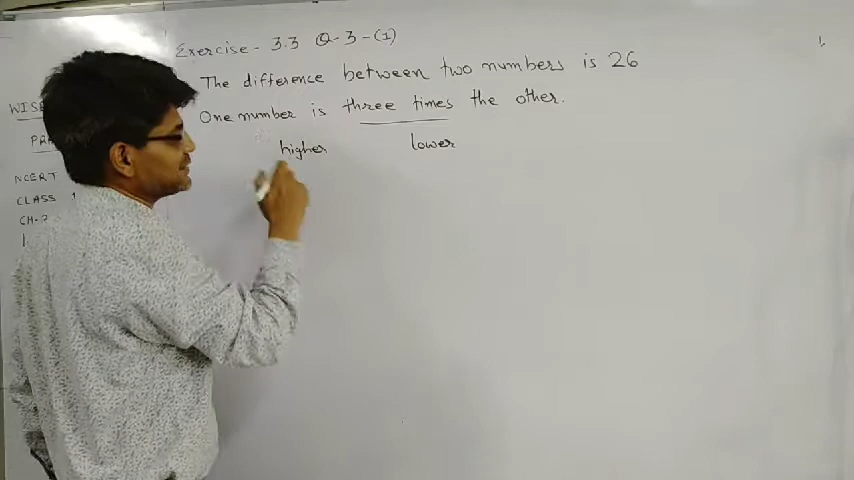 Exercise - 3.3 Q-3-(1)
The difference between two numbers is 26
One number is three times the other.
higher lower
NCERT
CLASS